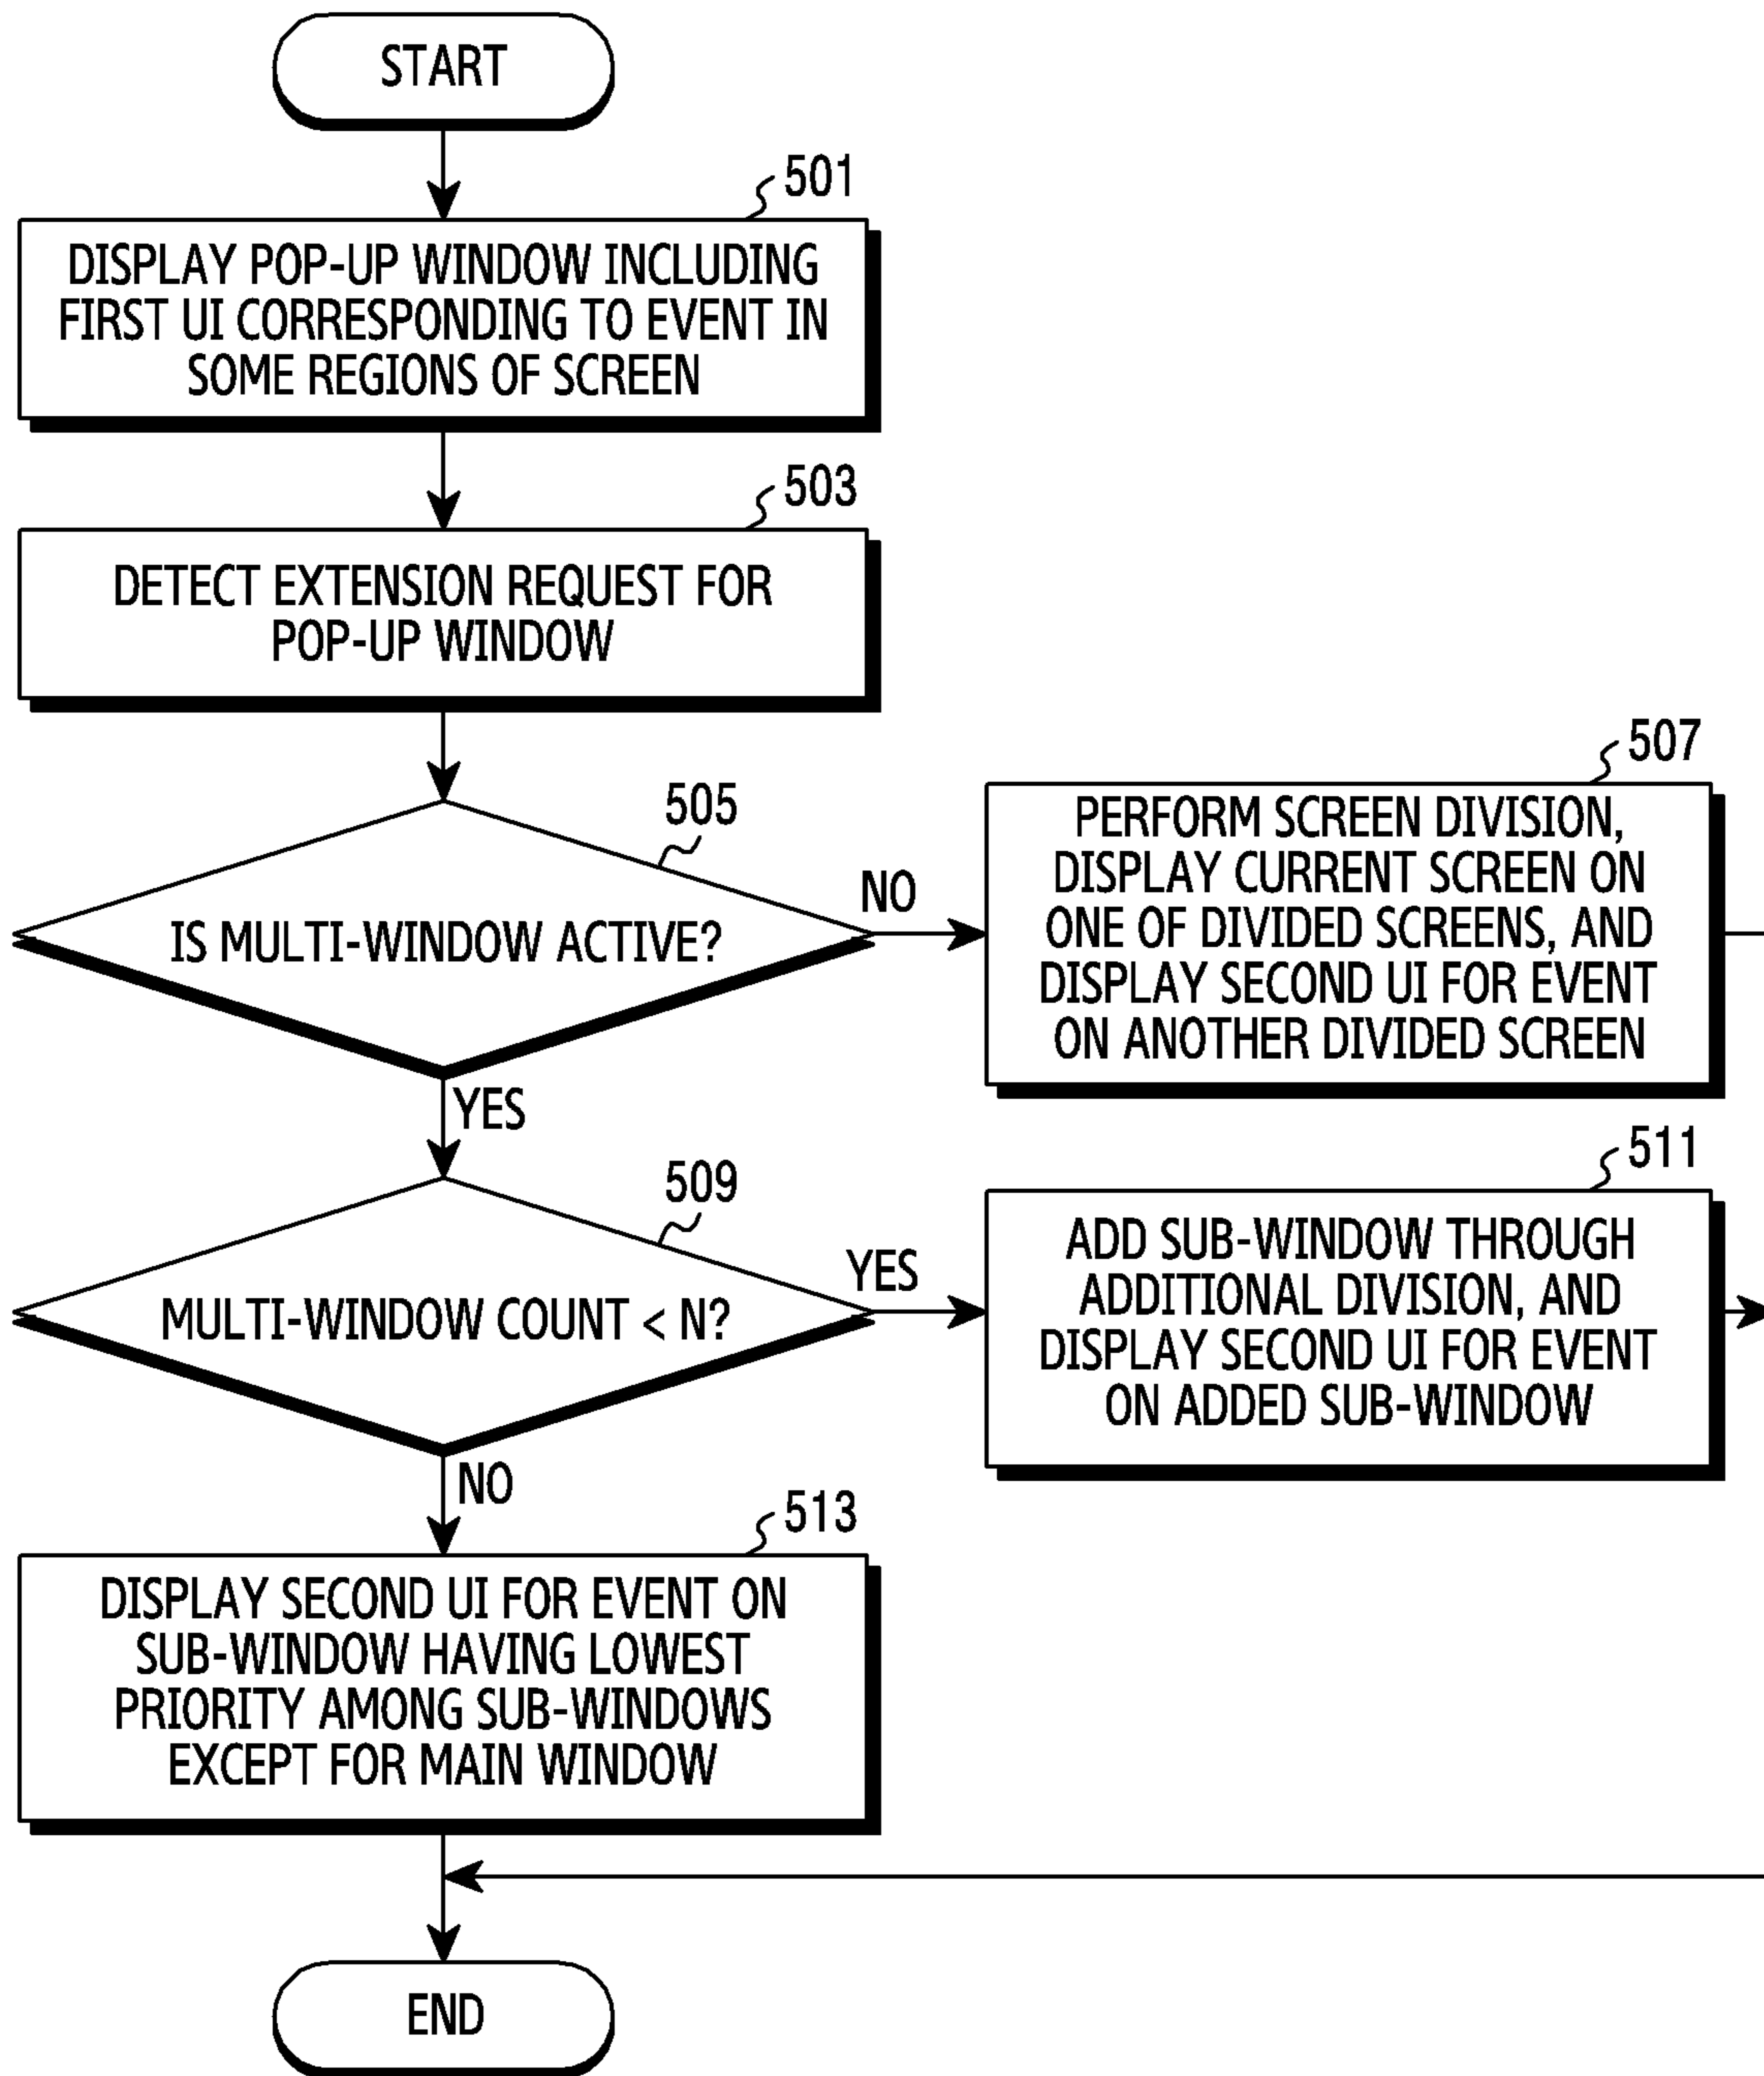 START
501
DISPLAY POP-UP WINDOW INCLUDING
FIRST UI CORRESPONDING TO EVENT IN
SOME REGIONS OF SCREEN
503
DETECT EXTENSION REQUEST FOR
POP-UP WINDOW
505
IS MULTI-WINDOW ACTIVE?
NO
YES
507
PERFORM SCREEN DIVISION,
DISPLAY CURRENT SCREEN ON
ONE OF DIVIDED SCREENS, AND
DISPLAY SECOND UI FOR EVENT
ON ANOTHER DIVIDED SCREEN
509
MULTI-WINDOW COUNT < N?
YES
NO
511
ADD SUB-WINDOW THROUGH
ADDITIONAL DIVISION, AND
DISPLAY SECOND UI FOR EVENT
ON ADDED SUB-WINDOW
513
DISPLAY SECOND UI FOR EVENT ON
SUB-WINDOW HAVING LOWEST
PRIORITY AMONG SUB-WINDOWS
EXCEPT FOR MAIN WINDOW
END